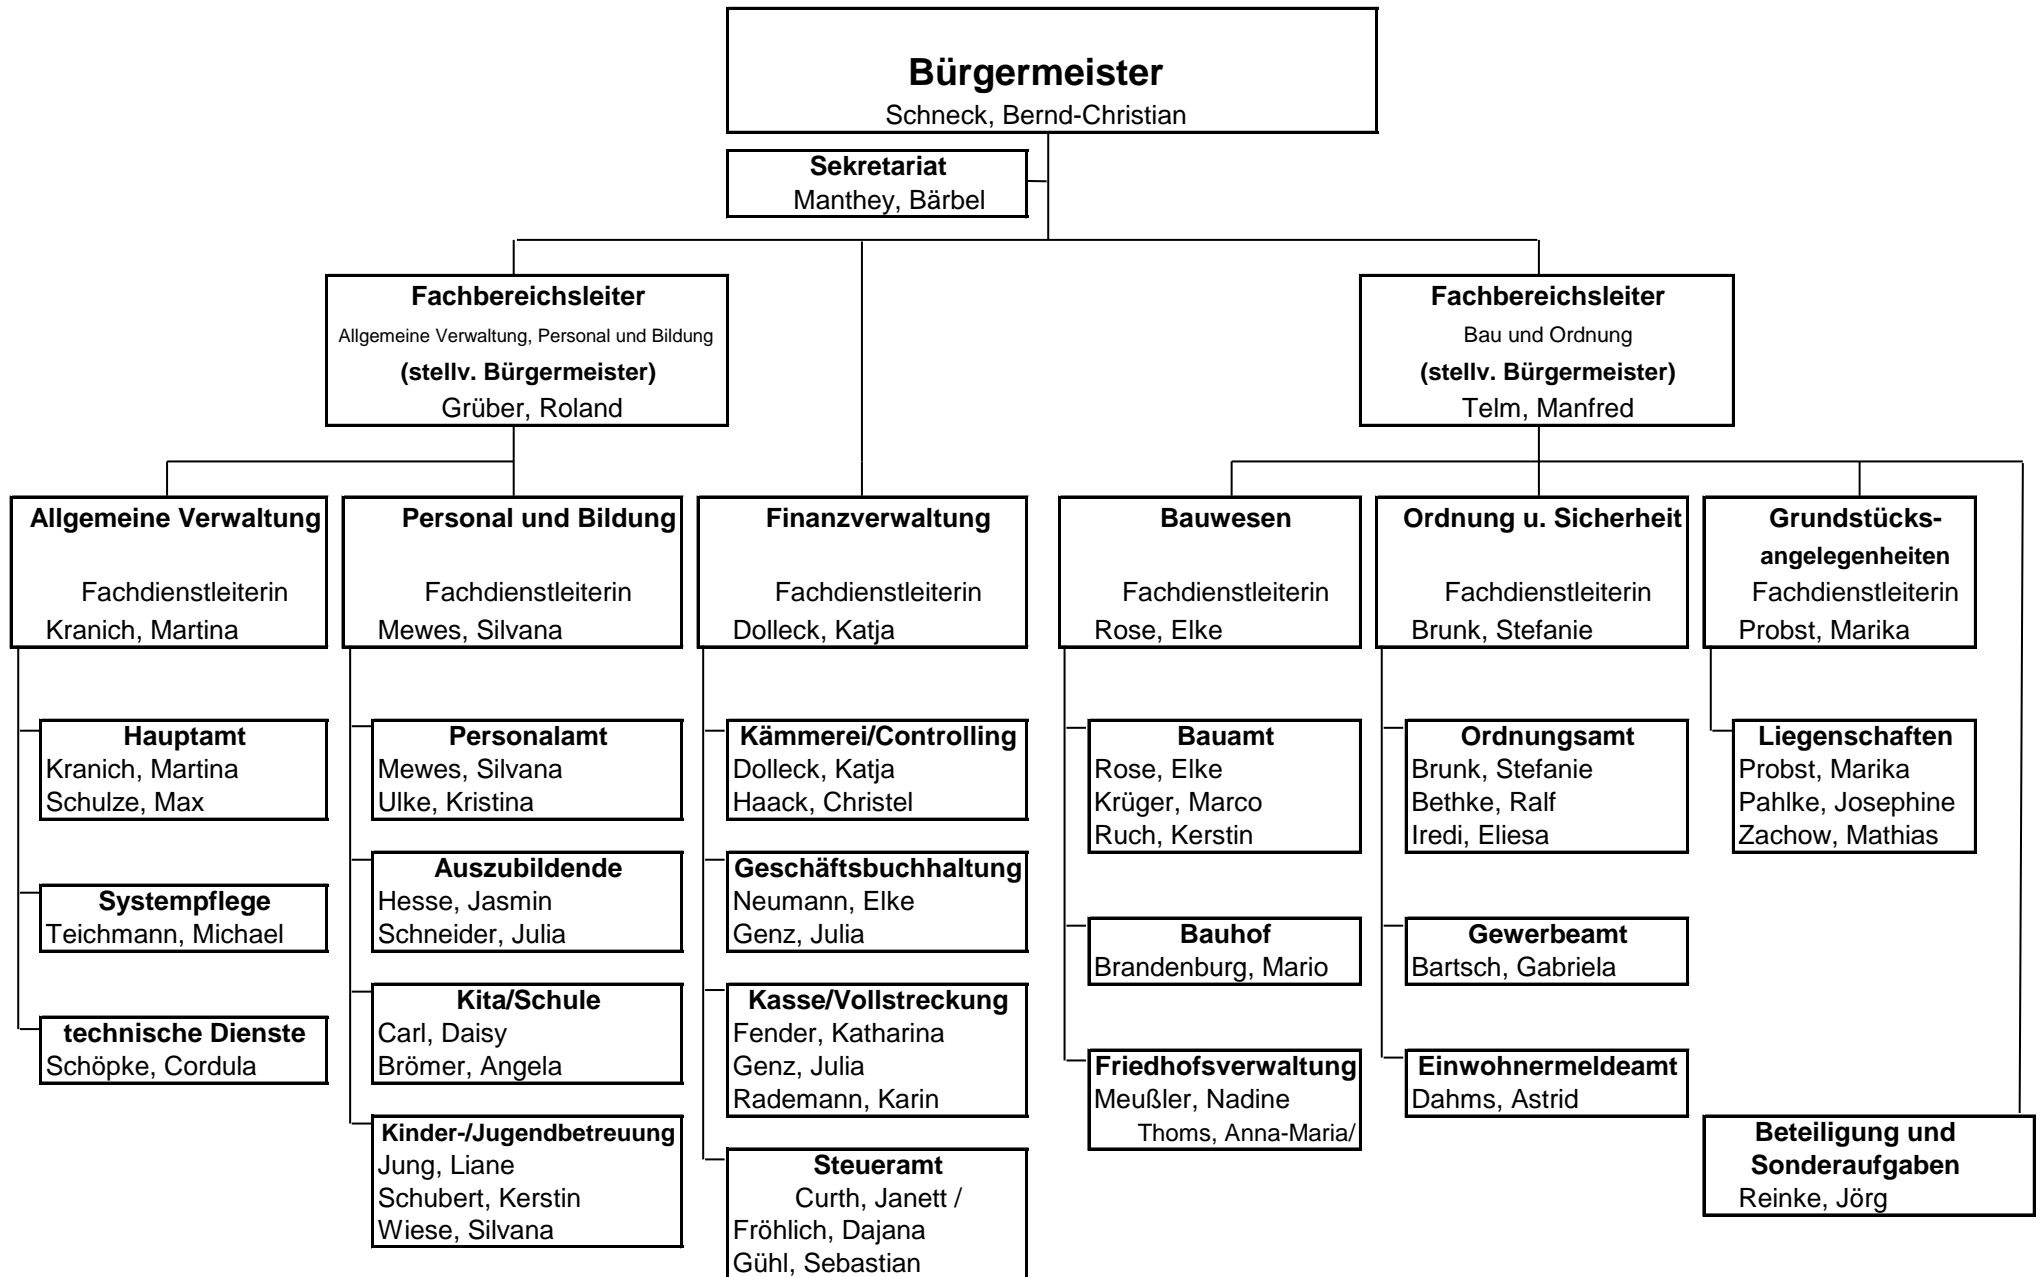 Bürgermeister
Schneck, Bernd-Christian
Sekretariat
Manthey, Bärbel
Fachbereichsleiter
Allgemeine Verwaltung, Personal und Bildung
(stellv. Bürgermeister)
Grüber, Roland
Fachbereichsleiter
Bau und Ordnung
(stellv. Bürgermeister)
Telm, Manfred
Allgemeine Verwaltung
Fachdienstleiterin
Kranich, Martina
Hauptamt
Kranich, Martina
Schulze, Max
Systempflege
Teichmann, Michael
technische Dienste
Schöpke, Cordula
Personal und Bildung
Fachdienstleiterin
Mewes, Silvana
Personalamt
Mewes, Silvana
Ulke, Kristina
Auszubildende
Hesse, Jasmin
Schneider, Julia
Kita/Schule
Carl, Daisy
Brömer, Angela
Kinder-/Jugendbetreuung
Jung, Liane
Schubert, Kerstin
Wiese, Silvana
Finanzverwaltung
Fachdienstleiterin
Dolleck, Katja
Kämmerei/Controlling
Dolleck, Katja
Haack, Christel
Geschäftsbuchhaltung
Neumann, Elke
Genz, Julia
Kasse/Vollstreckung
Fender, Katharina
Genz, Julia
Rademann, Karin
Steueramt
Curth, Janett /
Fröhlich, Dajana
Gühl, Sebastian
Bauwesen
Fachdienstleiterin
Rose, Elke
Bauamt
Rose, Elke
Krüger, Marco
Ruch, Kerstin
Bauhof
Brandenburg, Mario
Friedhofsverwaltung
Meußler, Nadine
Thoms, Anna-Maria/
Ordnung u. Sicherheit
Fachdienstleiterin
Brunk, Stefanie
Ordnungsamt
Brunk, Stefanie
Bethke, Ralf
Iredi, Eliesa
Gewerbeamt
Bartsch, Gabriela
Einwohnermeldeamt
Dahms, Astrid
Grundstücks-
angelegenheiten
Fachdienstleiterin
Probst, Marika
Liegenschaften
Probst, Marika
Pahlke, Josephine
Zachow, Mathias
Beteiligung und
Sonderaufgaben
Reinke, Jörg